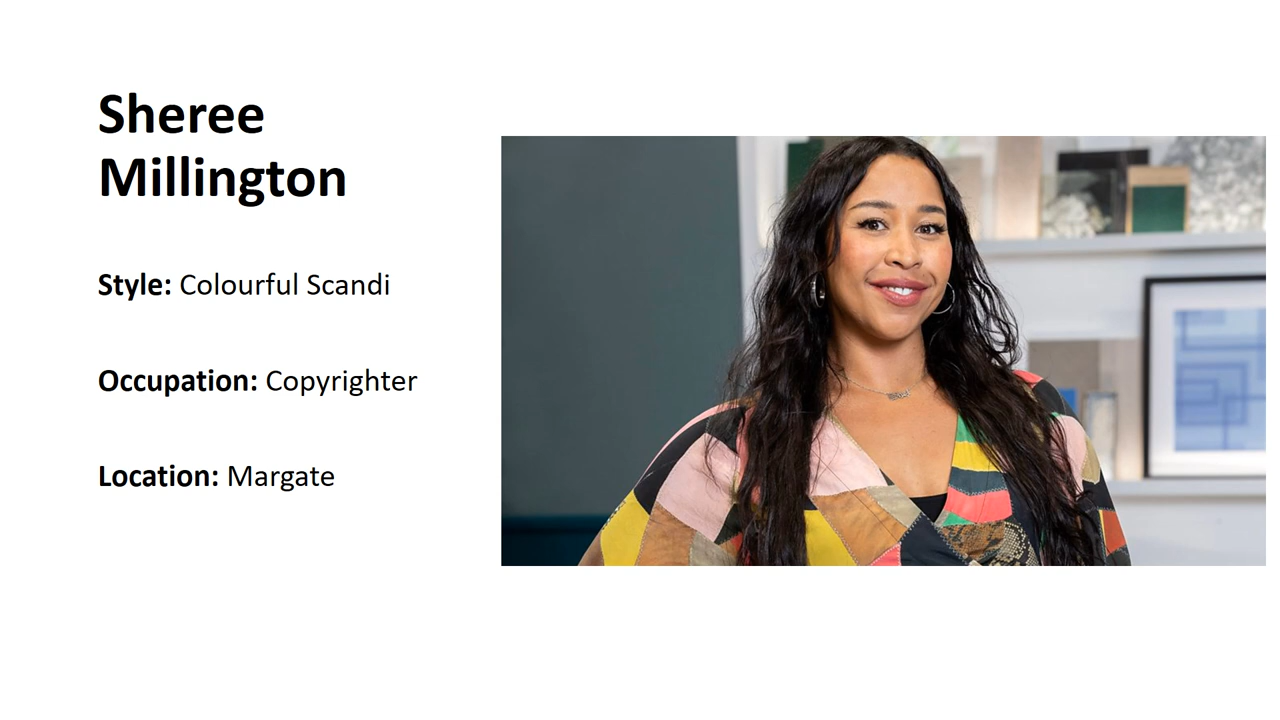 Sheree
Millington
Style: Colourful Scandi
Occupation: Copyrighter
Location: Margate